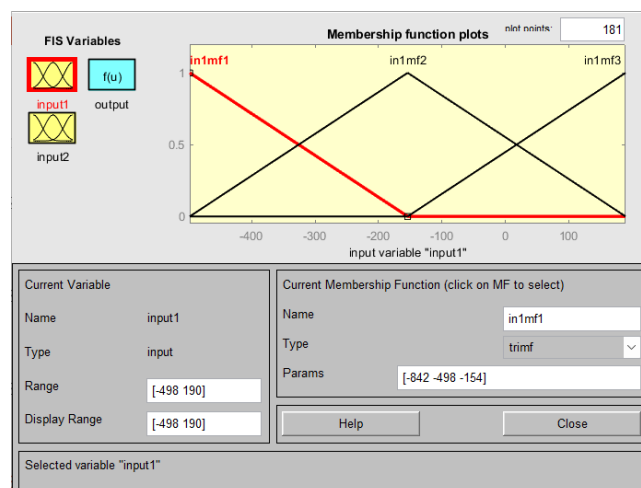 FIS Variables
Membership function plots
plot points:
181
f(u)
input1
output
input2
in1mf1
in1mf2
in1mf3
1
0.5
0
-400
-300
-200
-100
0
100
input variable "input1"
Current Variable
Name
input1
Type
input
Range
[-498 190]
Display Range
[-498 190]
Current Membership Function (click on MF to select)
Name
in1mf1
Type
trimf
Params
[-842 -498 -154]
Help
Close
Selected variable "input1"